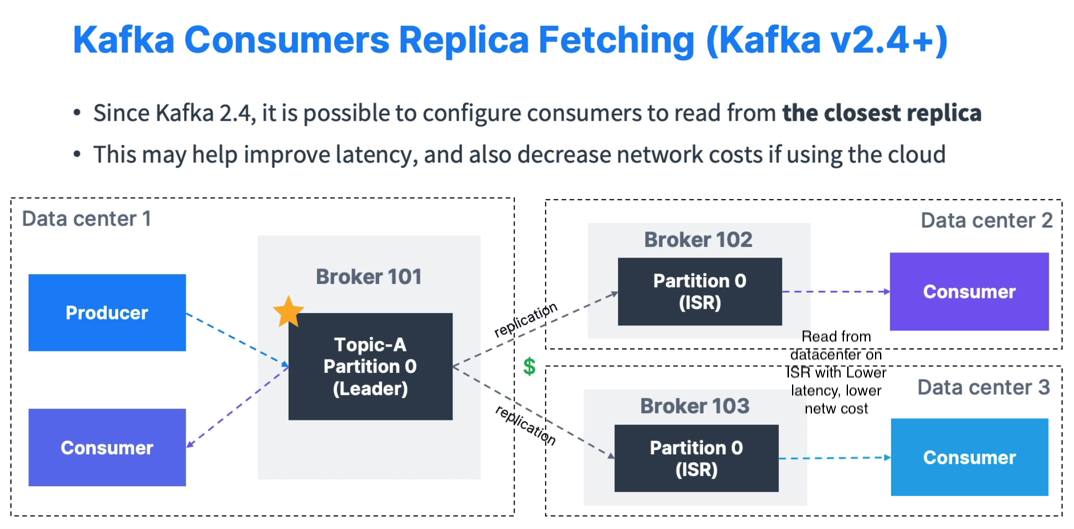 Kafka Consumers Replica Fetching (Kafka v2.4+)
• Since Kafka 2.4, it is possible to configure consumers to read from the closest replica
• This may help improve latency, and also decrease network costs if using the cloud
Data center 1
Producer
Consumer
Broker 101
Topic-A
Partition 0
(Leader)
replication
$
replication
Data center 2
Broker 102
Partition 0
(ISR)
Consumer
Read from
datacenter on
ISR with Lower
latency, lower
netw cost
Data center 3
Broker 103
Partition 0
(ISR)
Consumer